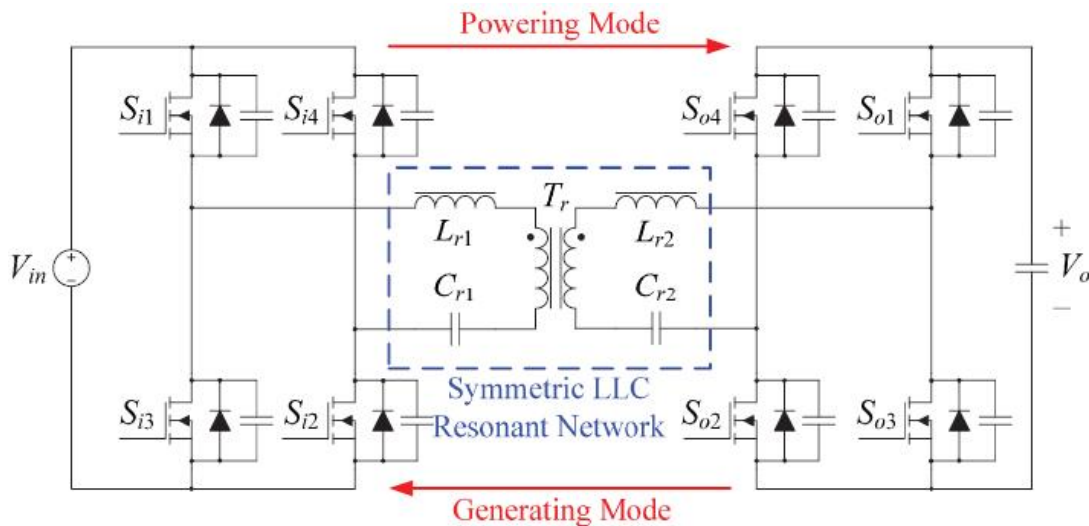 Powering Mode
S_{i1}
S_{i4}
S_{o4}
S_{o1}
T_r
L_{r1}
L_{r2}
V_{in}
+
−
C_{r1}
C_{r2}
+
V_o
−
Symmetric LLC
Resonant Network
S_{i3}
S_{i2}
S_{o2}
S_{o3}
Generating Mode